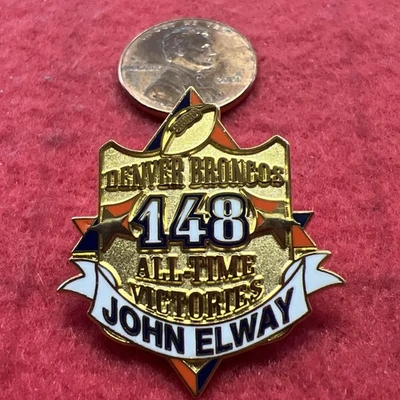 DENVER BRONCOS
148
ALL-TIME
VICTORIES
JOHN ELWAY